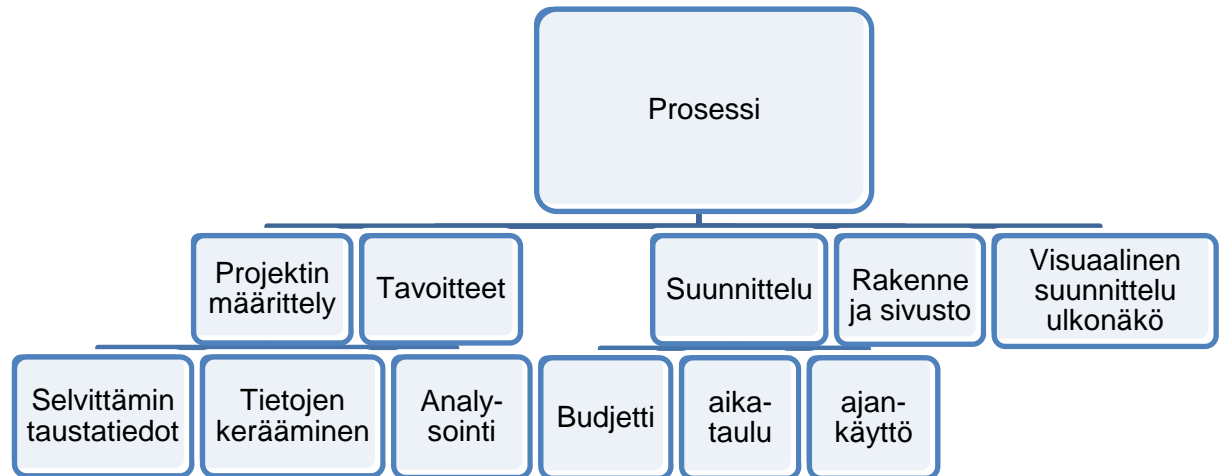 Prosessi
Projektin
määrittely
Tavoitteet
Suunnittelu
Rakenne
ja sivusto
Visuaalinen
suunnittelu
ulkonäkö
Selvittämin
taustatiedot
Tietojen
kerääminen
Analy-
sointi
Budjetti
aika-
taulu
ajan-
käyttö